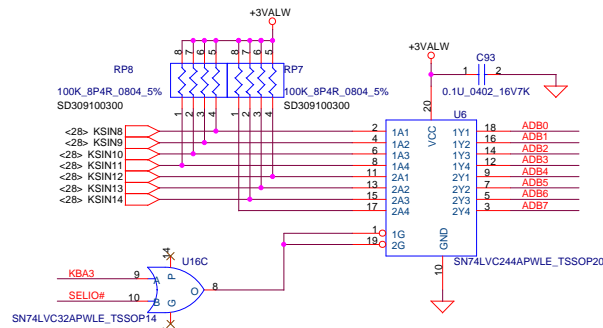 +3VALW
8 7 6 5 8 7 6 5
RP8 RP7
100K_8P4R_0804_5% 100K_8P4R_0804_5%
SD309100300 SD309100300
1 2 3 4 1 2 3 4
+3VALW
C93
1 2
0.1U_0402_16V7K
20
U6
VCC
<28> KSIN8 2 1A1 1Y1 18 ADB0
<28> KSIN9 4 1A2 1Y2 16 ADB1
<28> KSIN10 6 1A3 1Y3 14 ADB2
<28> KSIN11 8 1A4 1Y4 12 ADB3
<28> KSIN12 11 2A1 2Y1 9 ADB4
<28> KSIN13 13 2A2 2Y2 7 ADB5
<28> KSIN14 15 2A3 2Y3 5 ADB6
17 2A4 2Y4 3 ADB7
1 1G
19 2G
GND
10
SN74LVC244APWLE_TSSOP20
14
U16C
P
KBA3 9 A
O 8
SELIO# 10 B
G
SN74LVC32APWLE_TSSOP14